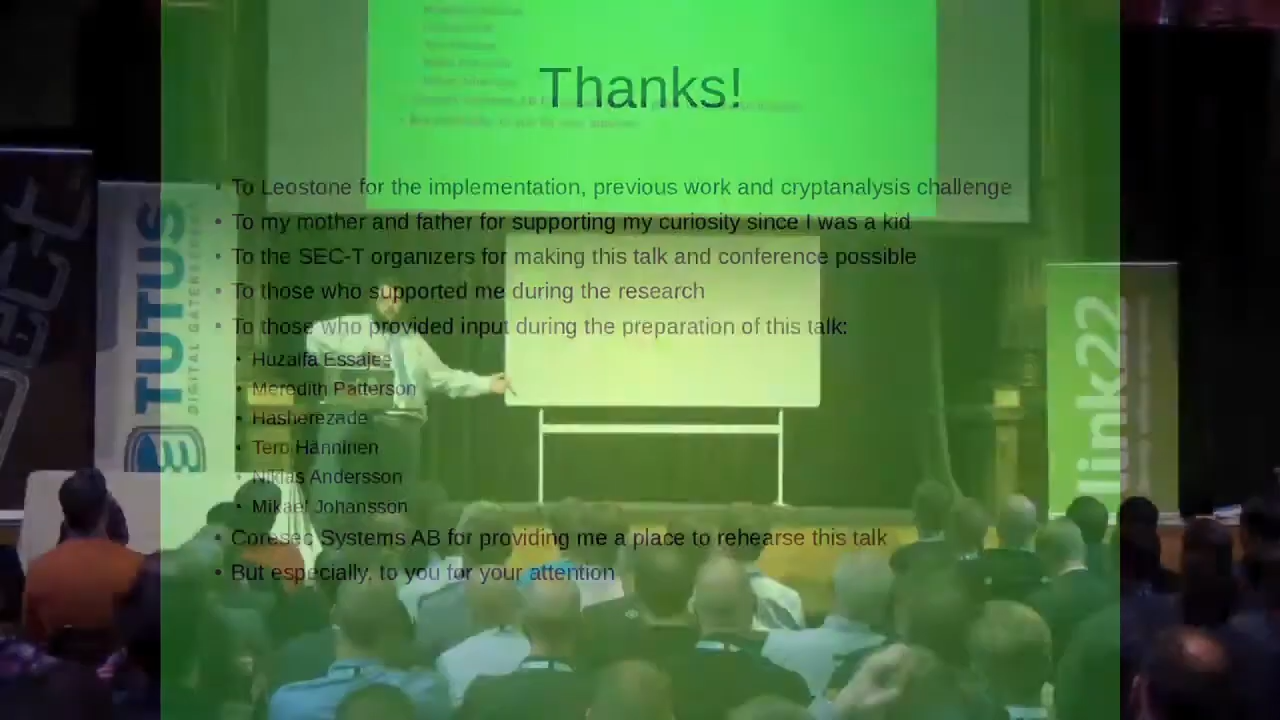 Thanks!
• To Leostone for the implementation, previous work and cryptanalysis challenge
• To my mother and father for supporting my curiosity since I was a kid
• To the SEC-T organizers for making this talk and conference possible
• To those who supported me during the research
• To those who provided input during the preparation of this talk:
• Huzaifa Essajee
• Meredith Patterson
• Hasherezade
• Tero Hänninen
• Niklas Andersson
• Mikael Johansson
• Coresec Systems AB for providing me a place to rehearse this talk
• But especially, to you for your attention
TUTUS
DIGITAL GATEKEEPERS
link22